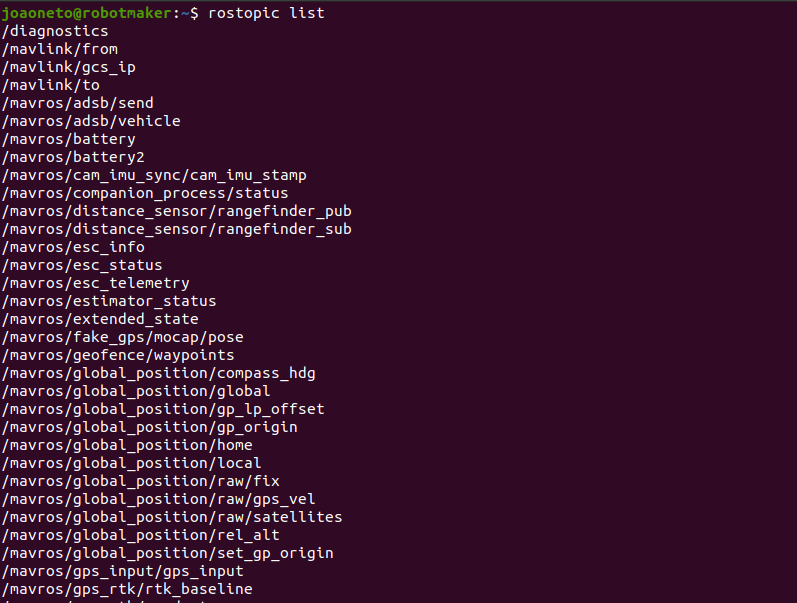 joaoneto@robotmaker:~$ rostopic list
/diagnostics
/mavlink/from
/mavlink/gcs_ip
/mavlink/to
/mavros/adsb/send
/mavros/adsb/vehicle
/mavros/battery
/mavros/battery2
/mavros/cam_imu_sync/cam_imu_stamp
/mavros/companion_process/status
/mavros/distance_sensor/rangefinder_pub
/mavros/distance_sensor/rangefinder_sub
/mavros/esc_info
/mavros/esc_status
/mavros/esc_telemetry
/mavros/estimator_status
/mavros/extended_state
/mavros/fake_gps/mocap/pose
/mavros/geofence/waypoints
/mavros/global_position/compass_hdg
/mavros/global_position/global
/mavros/global_position/gp_lp_offset
/mavros/global_position/gp_origin
/mavros/global_position/home
/mavros/global_position/local
/mavros/global_position/raw/fix
/mavros/global_position/raw/gps_vel
/mavros/global_position/raw/satellites
/mavros/global_position/rel_alt
/mavros/global_position/set_gp_origin
/mavros/gps_input/gps_input
/mavros/gps_rtk/rtk_baseline